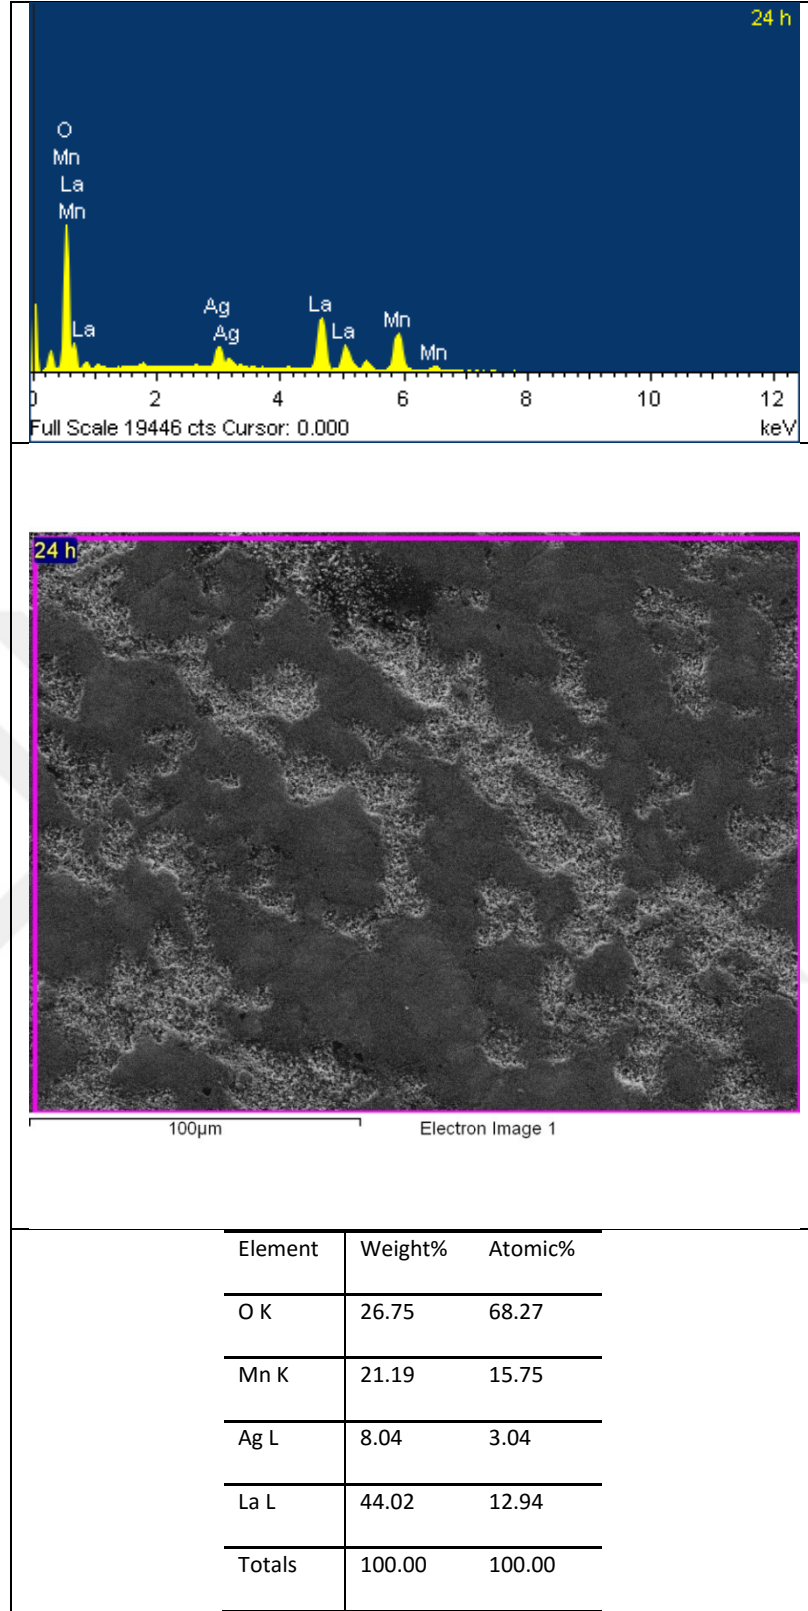 24 h
O
Mn
La
Mn
La
Ag
Ag
La
La
Mn
Mn
0 2 4 6 8 10 12
Full Scale 19446 cts Cursor: 0.000 keV
24 h
100µm Electron Image 1
Element Weight% Atomic%
O K 26.75 68.27
Mn K 21.19 15.75
Ag L 8.04 3.04
La L 44.02 12.94
Totals 100.00 100.00